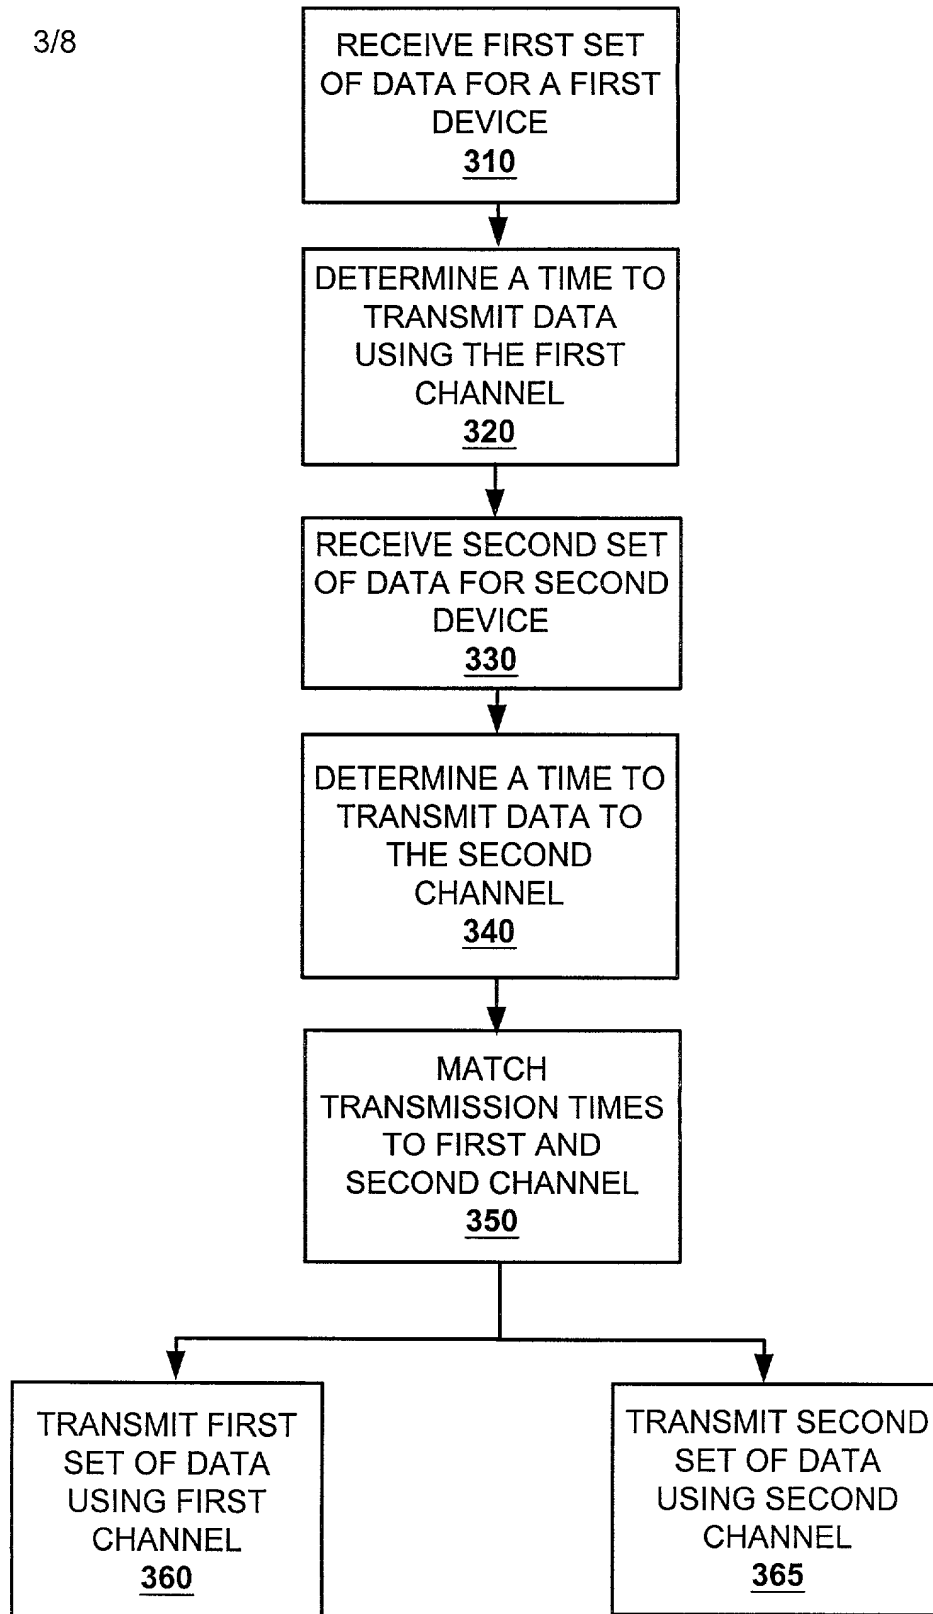 3/8
RECEIVE FIRST SET
OF DATA FOR A FIRST
DEVICE
310
DETERMINE A TIME TO
TRANSMIT DATA
USING THE FIRST
CHANNEL
320
RECEIVE SECOND SET
OF DATA FOR SECOND
DEVICE
330
DETERMINE A TIME TO
TRANSMIT DATA TO
THE SECOND
CHANNEL
340
MATCH
TRANSMISSION TIMES
TO FIRST AND
SECOND CHANNEL
350
TRANSMIT FIRST
SET OF DATA
USING FIRST
CHANNEL
360
TRANSMIT SECOND
SET OF DATA
USING SECOND
CHANNEL
365